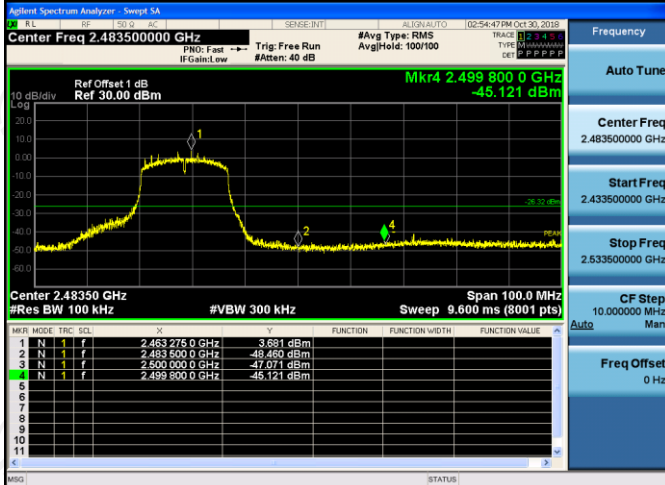 Agilent Spectrum Analyzer - Swept SA
RL RF 50 Ω AC SENSE:INT ALIGN AUTO 02:54:47 PM Oct 30, 2018
Center Freq 2.483500000 GHz #Avg Type: RMS TRACE 1 2 3 4 5 6
PNO: Fast Trig: Free Run Avg|Hold: 100/100 TYPE M
IFGain:Low #Atten: 40 dB DET P P P P P P
Frequency
Auto Tune
Center Freq
2.483500000 GHz
Start Freq
2.433500000 GHz
Stop Freq
2.533500000 GHz
CF Step
10.000000 MHz
Auto Man
Freq Offset
0 Hz
Mkr4 2.499 800 0 GHz
-45.121 dBm
Ref Offset 1 dB
10 dB/div Ref 30.00 dBm
Log
20.0
10.0
0.00
-10.0
-20.0
-30.0
-40.0
-50.0
-60.0
1
2
4
-26.32 dBm
PEAK
Center 2.48350 GHz Span 100.0 MHz
#Res BW 100 kHz #VBW 300 kHz Sweep 9.600 ms (8001 pts)
MKR MODE TRC SCL X Y FUNCTION FUNCTION WIDTH FUNCTION VALUE
1 N 1 f 2.463 275 0 GHz 3.681 dBm
2 N 1 f 2.483 500 0 GHz -48.460 dBm
3 N 1 f 2.500 000 0 GHz -47.071 dBm
4 N 1 f 2.499 800 0 GHz -45.121 dBm
5
6
7
8
9
10
11
MSG STATUS